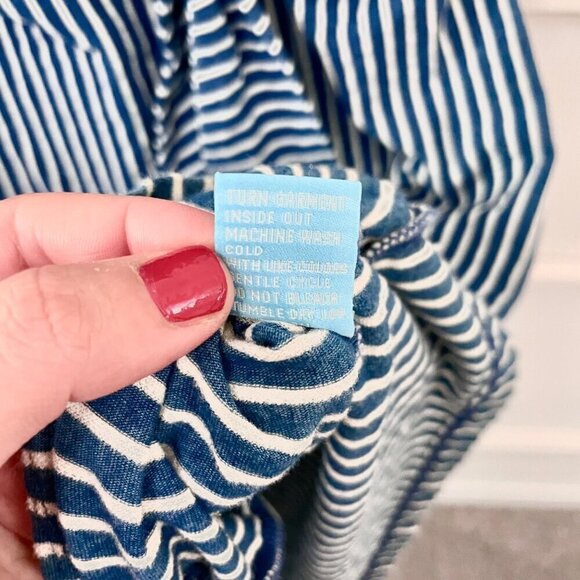 TURN GARMENT
INSIDE OUT
MACHINE WASH
COLD
WITH LIKE COLORS
GENTLE CYCLE
DO NOT BLEACH
TUMBLE DRY LOW